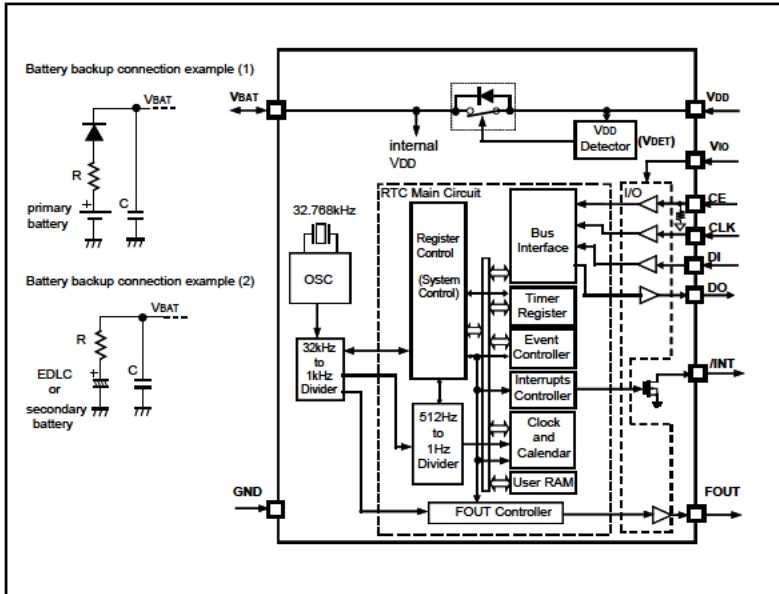 Battery backup connection example (1)
VBAT
R
+
primary
battery
C
Battery backup connection example (2)
VBAT
R
+
EDLC
or
secondary
battery
C
VBAT
VDD
internal
VDD
VDD
Detector
(VDET)
VIO
RTC Main Circuit
I/O
CE
CLK
DI
DO
/INT
FOUT
GND
32.768kHz
OSC
32kHz
to
1kHz
Divider
Register
Control
(System
Control)
512Hz
to
1Hz
Divider
Bus
Interface
Timer
Register
Event
Controller
Interrupts
Controller
Clock
and
Calendar
User RAM
FOUT Controller